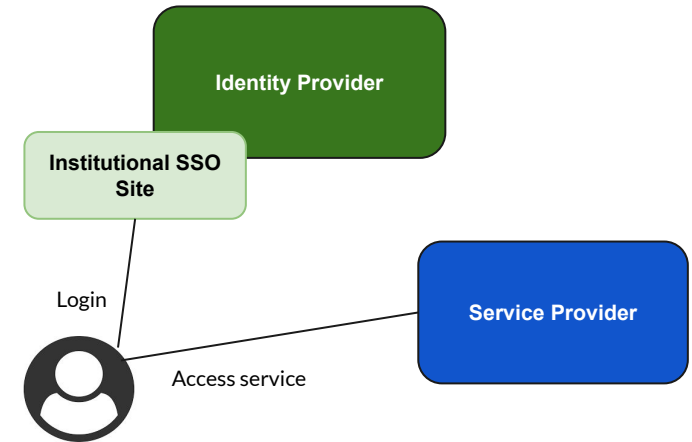 Identity Provider
Institutional SSO
Site
Login
Service Provider
Access service